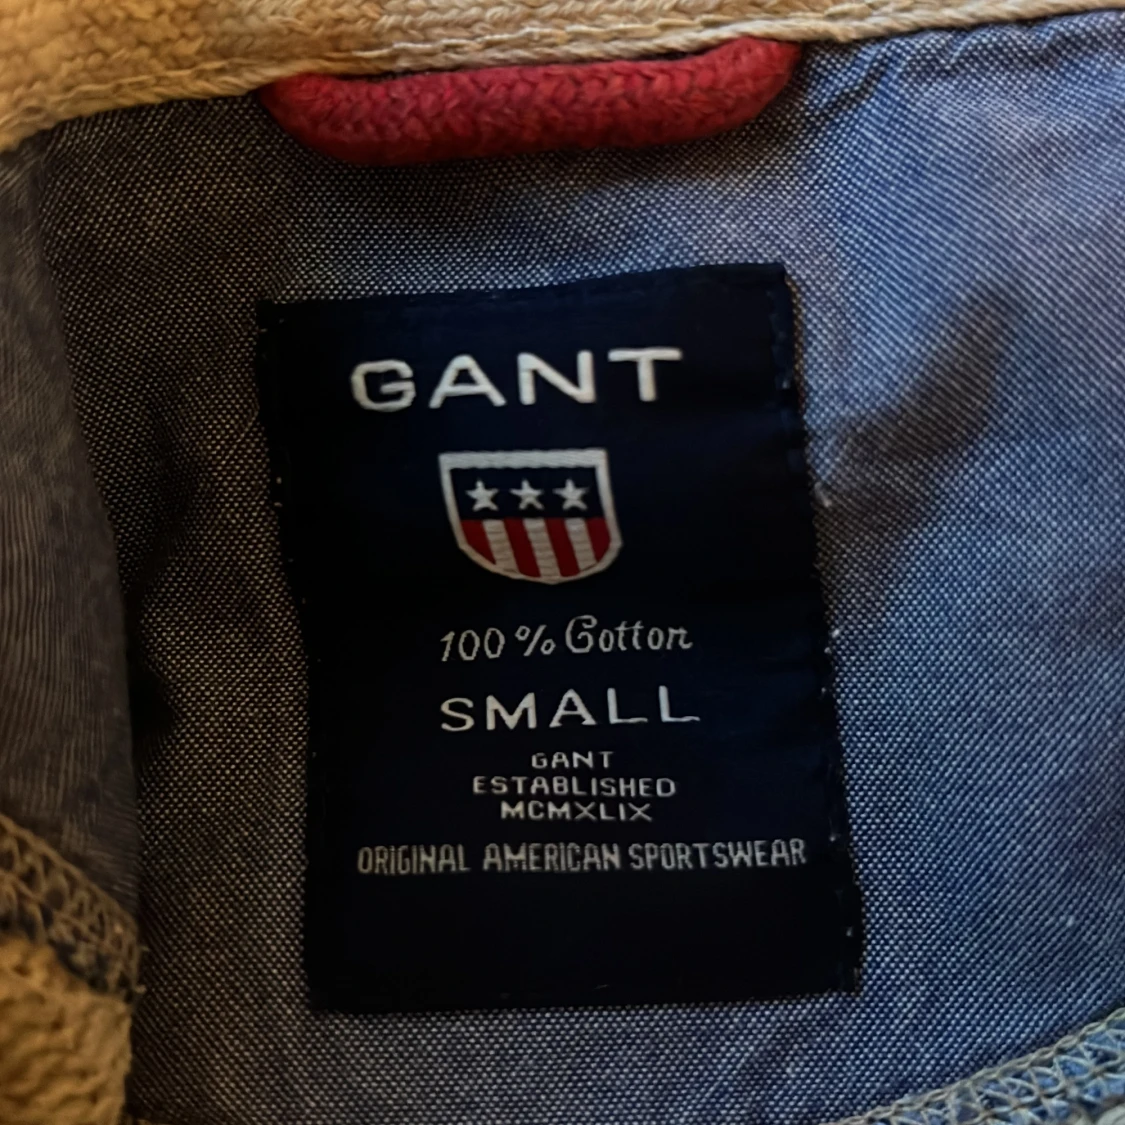 GANT
100 % Cotton
SMALL
GANT
ESTABLISHED
MCMXLIX
ORIGINAL AMERICAN SPORTSWEAR